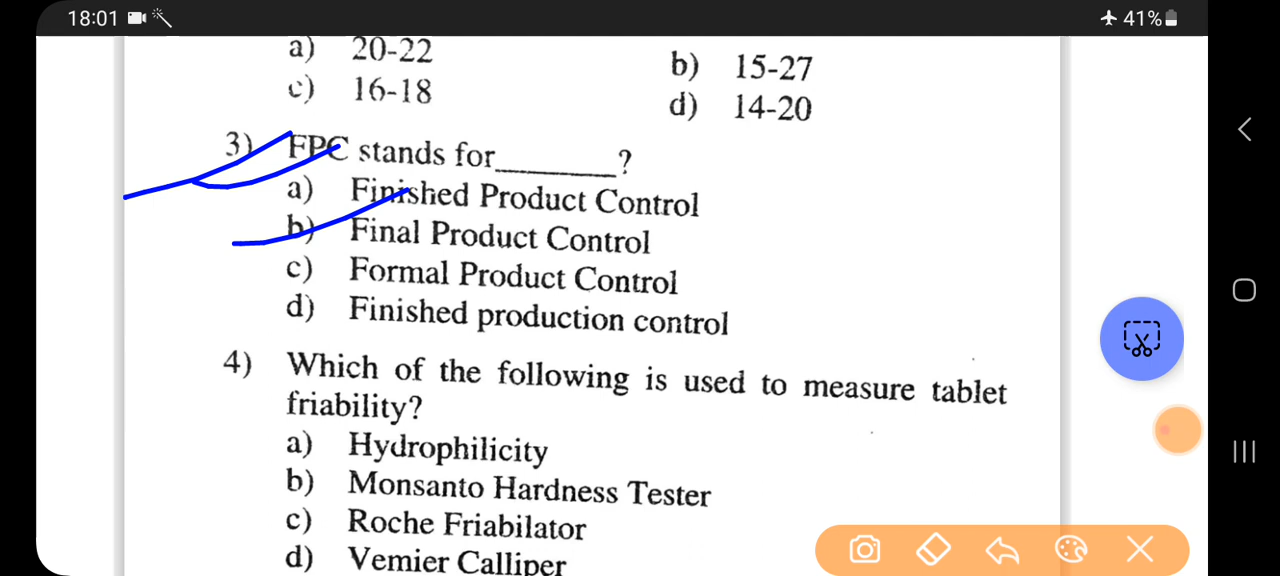 18:01
41%
a) 20-22
b) 15-27
c) 16-18
d) 14-20
3) FPC stands for________?
a) Finished Product Control
b) Final Product Control
c) Formal Product Control
d) Finished production control
4) Which of the following is used to measure tablet
friability?
a) Hydrophilicity
b) Monsanto Hardness Tester
c) Roche Friabilator
d) Vemier Calliper